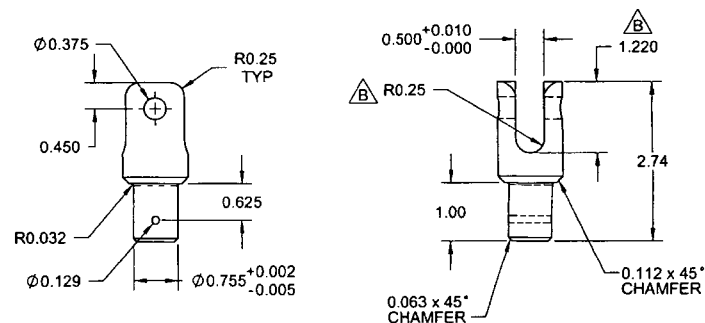 Ø0.375
R0.25
TYP
0.450
0.625
R0.032
Ø0.129
Ø0.755 +0.002
-0.005
0.500 +0.010
-0.000
B
1.220
B R0.25
2.74
1.00
0.112 x 45°
CHAMFER
0.063 x 45°
CHAMFER